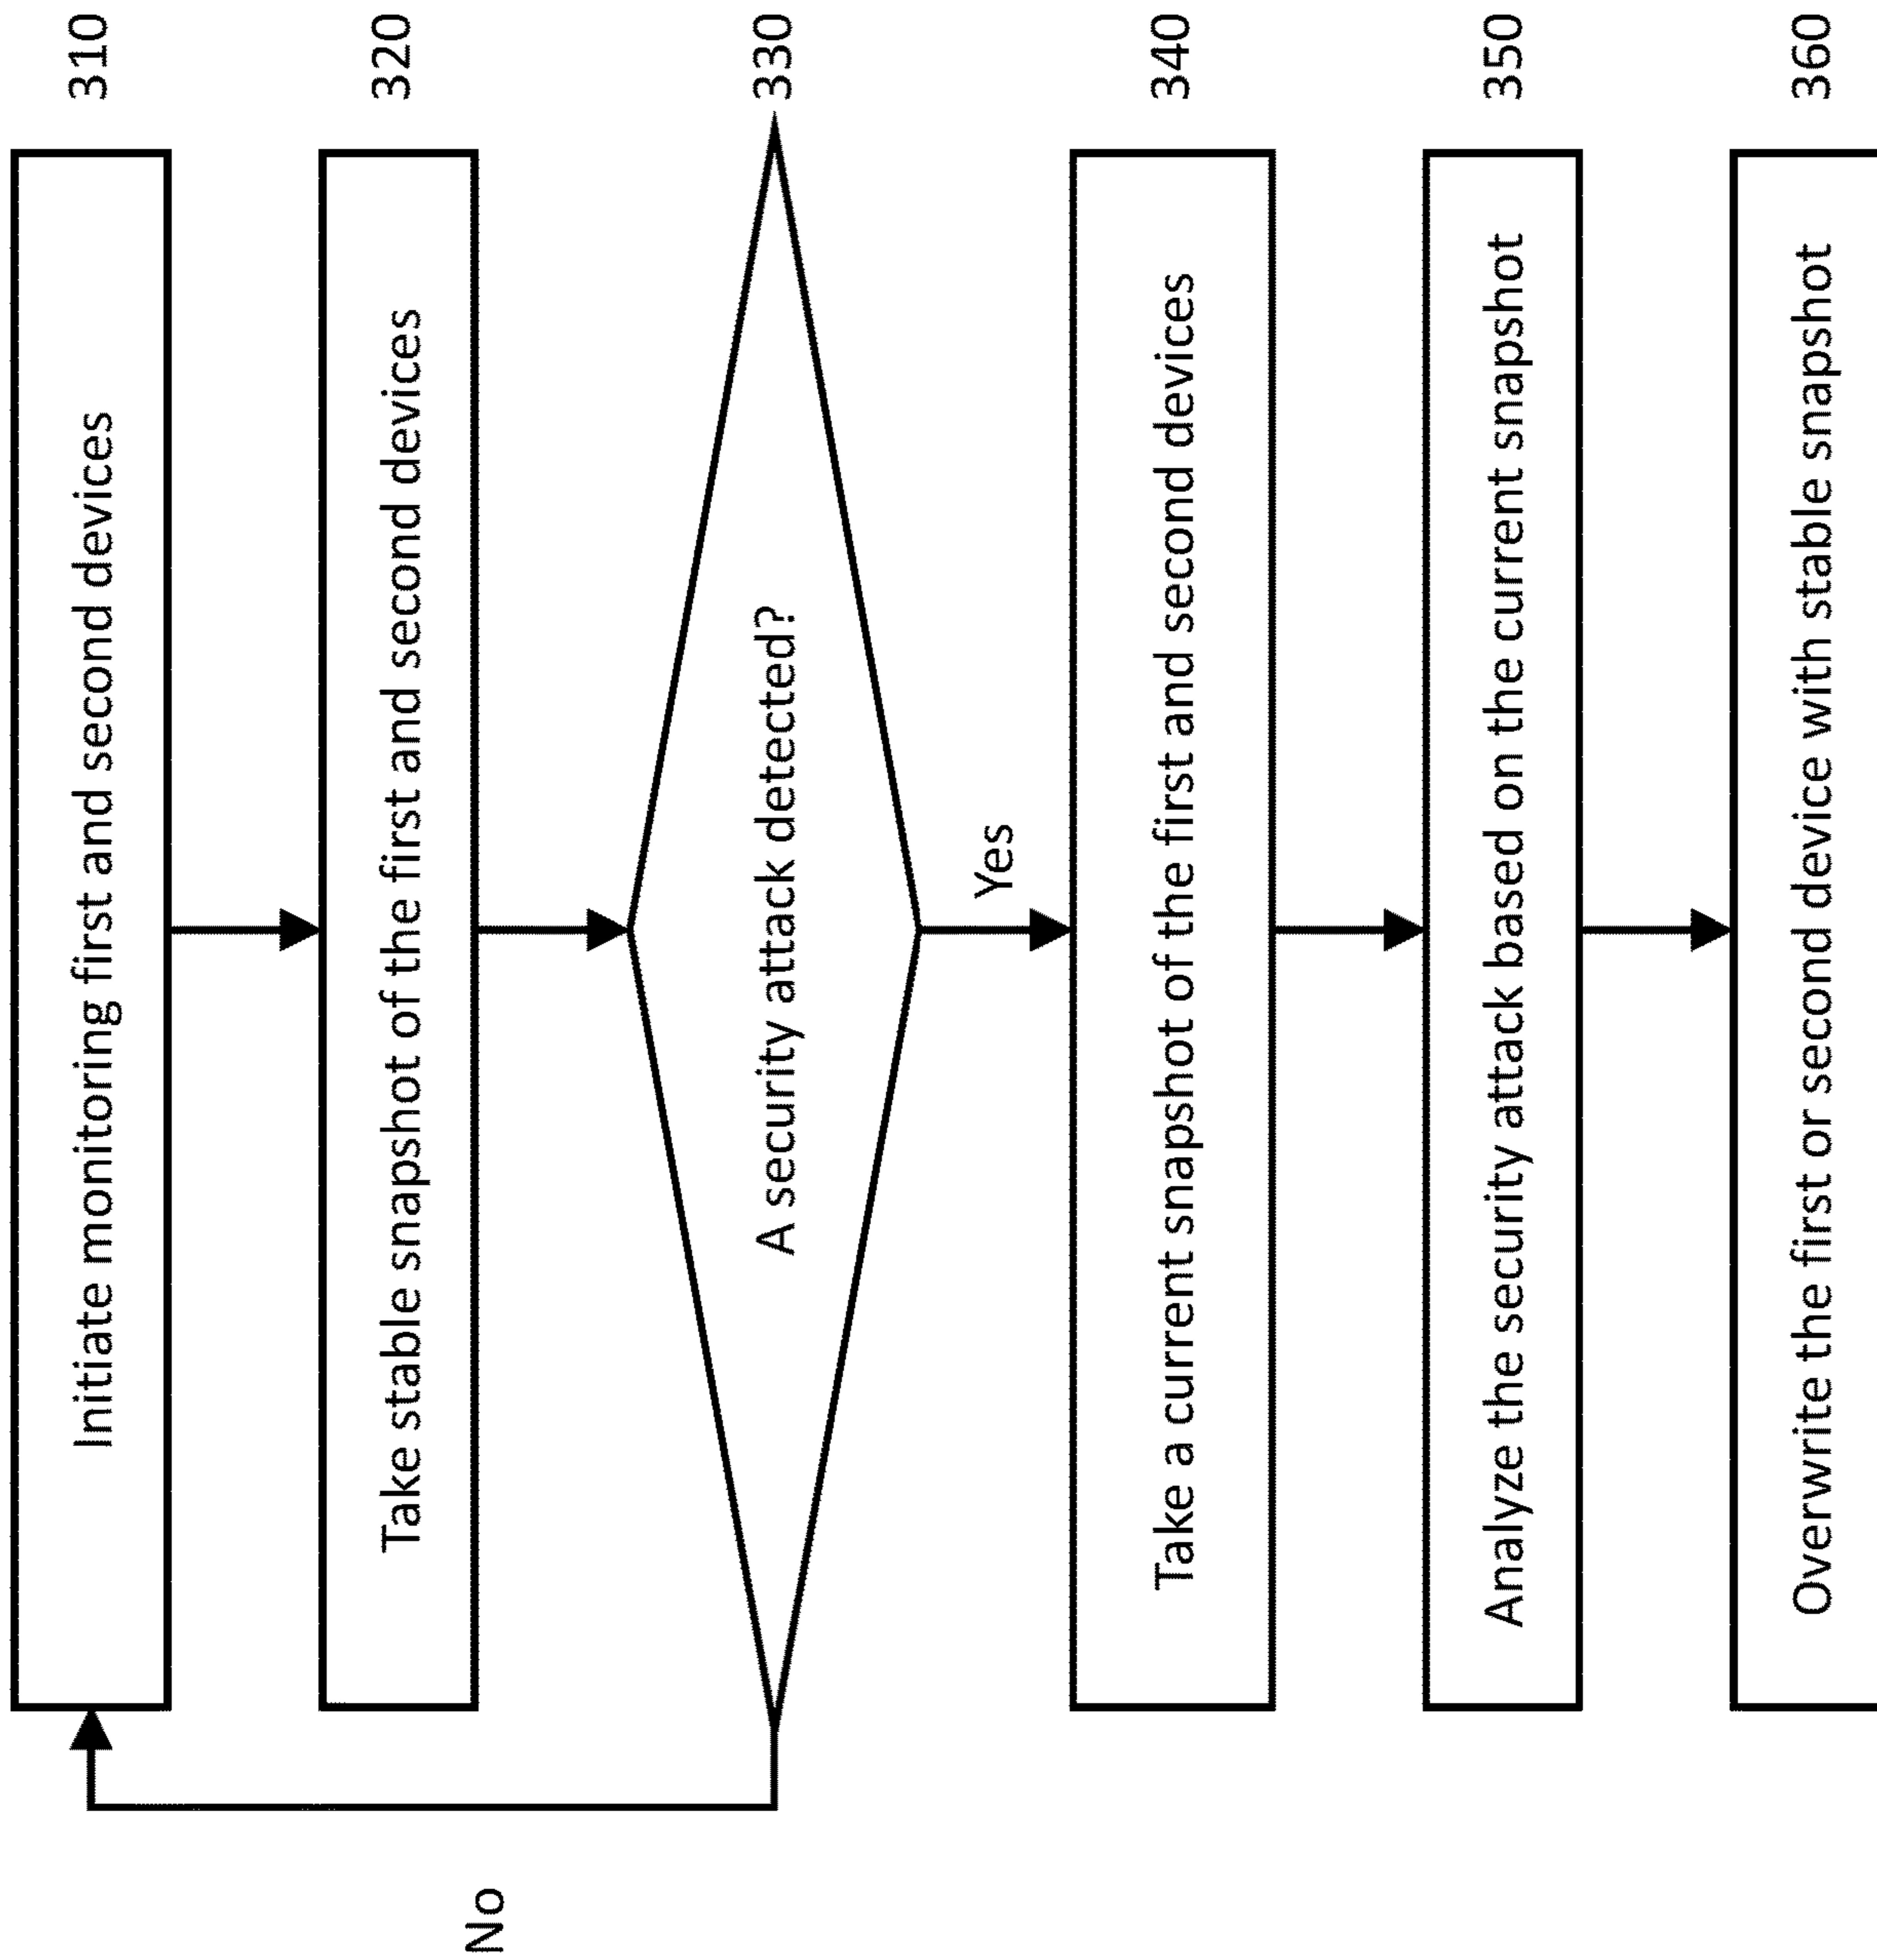 Initiate monitoring first and second devices
310
Take stable snapshot of the first and second devices
320
No
A security attack detected?
330
Yes
Take a current snapshot of the first and second devices
340
Analyze the security attack based on the current snapshot
350
Overwrite the first or second device with stable snapshot
360